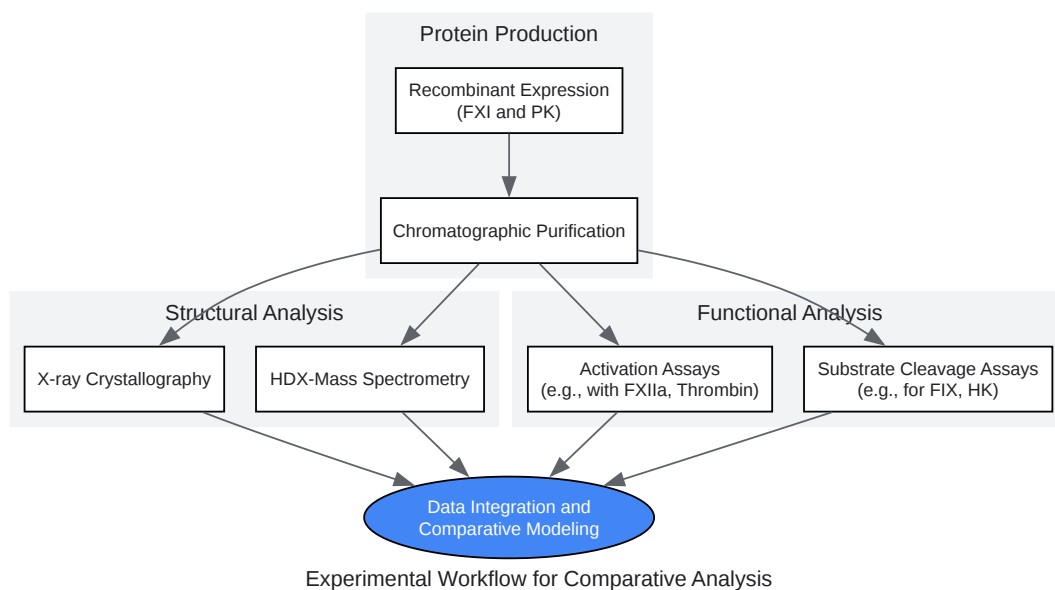 Protein Production
Recombinant Expression
(FXI and PK)
Chromatographic Purification
Structural Analysis
Functional Analysis
X-ray Crystallography
HDX-Mass Spectrometry
Activation Assays
(e.g., with FXIIa, Thrombin)
Substrate Cleavage Assays
(e.g., for FIX, HK)
Data Integration and
Comparative Modeling
Experimental Workflow for Comparative Analysis